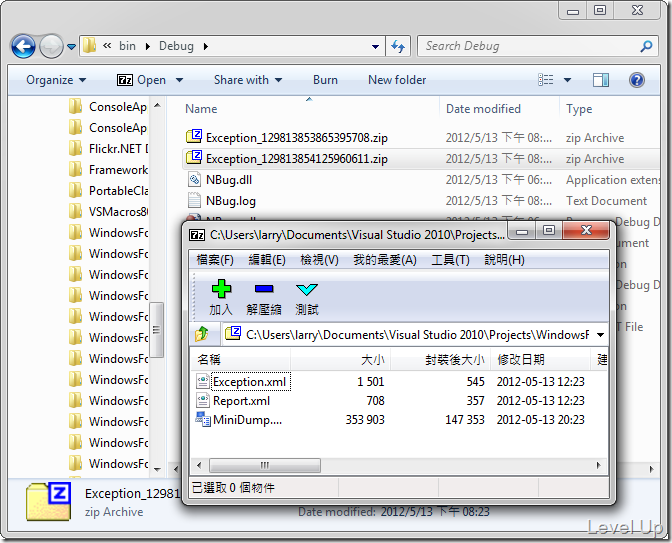 bin Debug Search Debug
Organize 7z Open Share with Burn New folder
Name Date modified Type
ConsoleAp
ConsoleAp
Flickr.NET D
Framework
PortableCla
VSMacros80
WindowsFo
WindowsFo
WindowsFo
WindowsFo
WindowsFo
WindowsFo
WindowsFo
WindowsFo
WindowsFo
WindowsFo
WindowsFo
WindowsFo
Exception_129813853865395708.zip 2012/5/13 下午 08:... zip Archive
Exception_129813854125960611.zip 2012/5/13 下午 08:... zip Archive
NBug.dll 2012/5/13 下午 06:... Application extens
NBug.log 2012/5/13 下午 08:... Text Document
Debug D
ument
on
Debug D
on
T File
7z C:\Users\larry\Documents\Visual Studio 2010\Projects...
檔案(F) 編輯(E) 檢視(V) 我的最愛(A) 工具(T) 說明(H)
加入 解壓縮 測試
C:\Users\larry\Documents\Visual Studio 2010\Projects\WindowsF
名稱 大小 封裝後大小 修改日期 建
Exception.xml 1 501 545 2012-05-13 12:23
Report.xml 708 357 2012-05-13 12:23
MiniDump.... 353 903 147 353 2012-05-13 20:23
已選取 0 個物件
Exception_12981
zip Archive Date modified: 2012/5/13 下午 08:23
Level Up